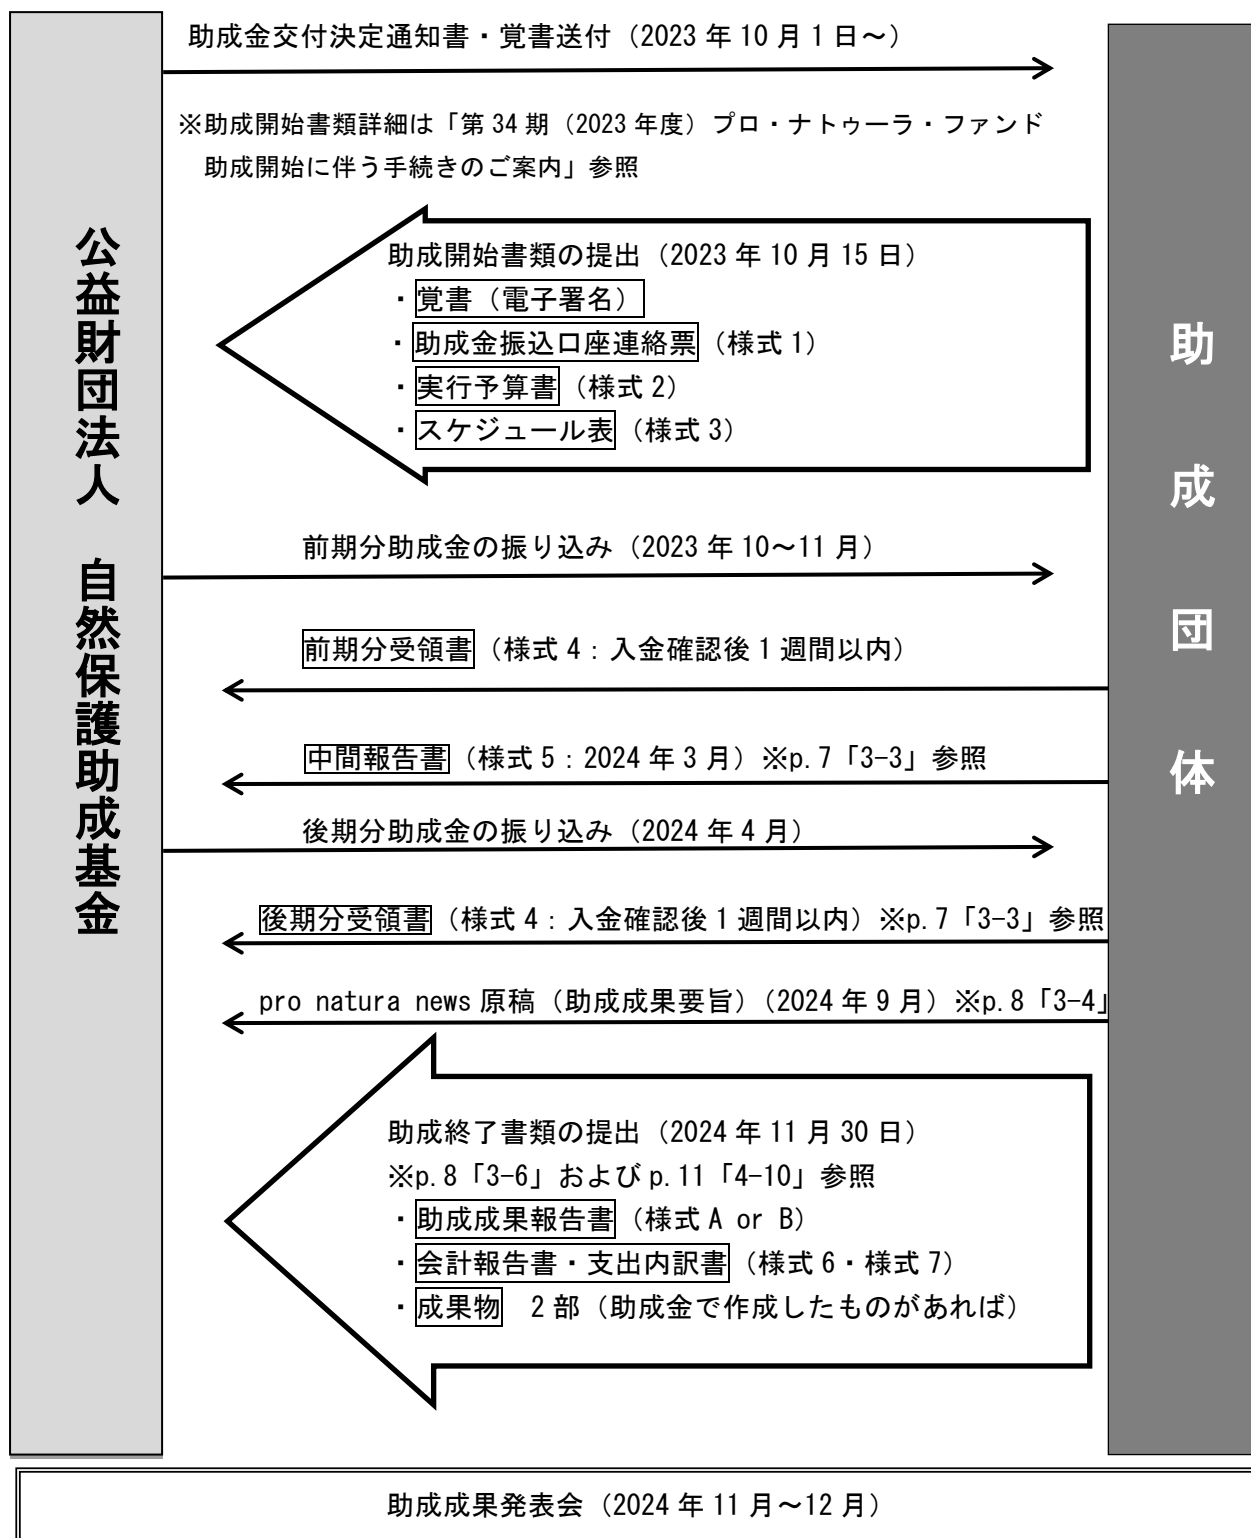 助成金交付決定通知書・覚書送付（2023年10月1日～）
※助成開始書類詳細は「第34期（2023年度）プロ・ナトゥーラ・ファンド
助成開始に伴う手続きのご案内」参照
公益財団法人　自然保護助成基金
助成団体
助成開始書類の提出（2023年10月15日）
・覚書（電子署名）
・助成金振込口座連絡票（様式1）
・実行予算書（様式2）
・スケジュール表（様式3）
前期分助成金の振り込み（2023年10～11月）
前期分受領書（様式4：入金確認後1週間以内）
中間報告書（様式5：2024年3月）※p.7「3-3」参照
後期分助成金の振り込み（2024年4月）
後期分受領書（様式4：入金確認後1週間以内）※p.7「3-3」参照
pro natura news原稿（助成成果要旨）（2024年9月）※p.8「3-4」
助成終了書類の提出（2024年11月30日）
※p.8「3-6」およびp.11「4-10」参照
・助成成果報告書（様式A or B）
・会計報告書・支出内訳書（様式6・様式7）
・成果物　2部（助成金で作成したものがあれば）
助成成果発表会（2024年11月～12月）